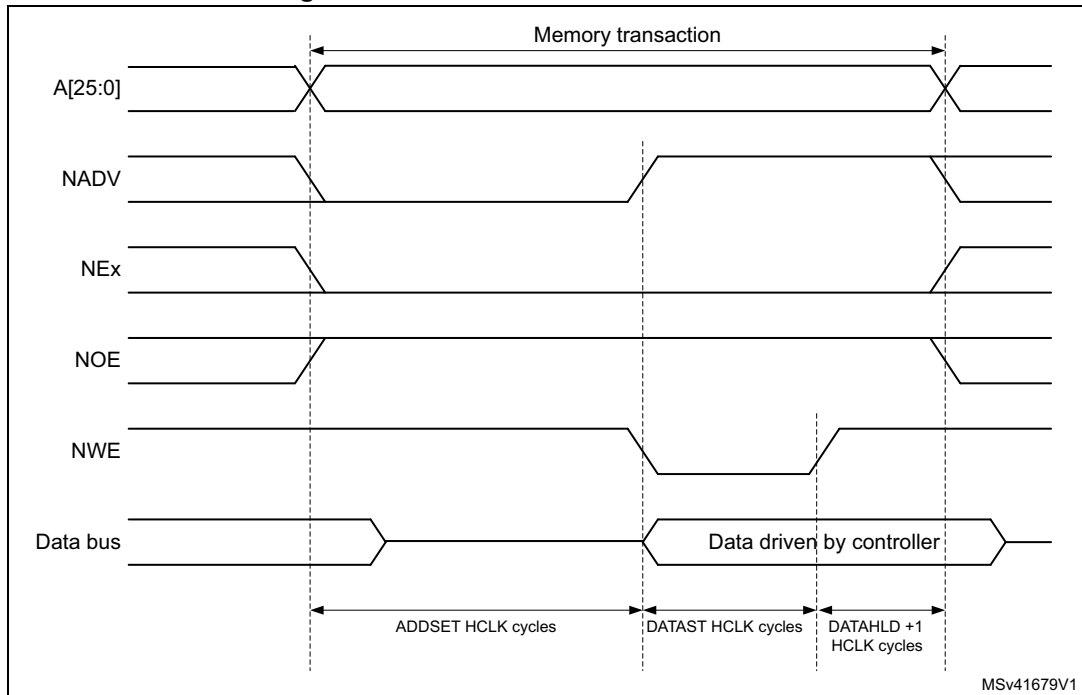 Memory transaction
A[25:0]
NADV
NEx
NOE
NWE
Data bus
Data driven by controller
ADDSET HCLK cycles
DATAST HCLK cycles
DATAHLD +1
HCLK cycles
MSv41679V1